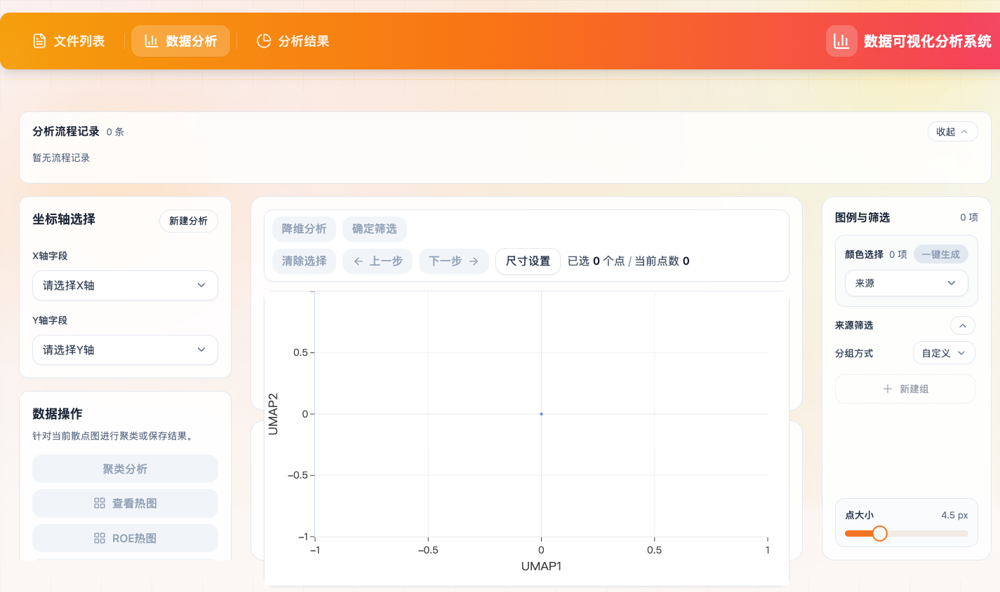 文件列表
数据分析
分析结果
数据可视化分析系统
分析流程记录 0 条
收起
暂无流程记录
坐标轴选择
新建分析
X轴字段
请选择X轴
Y轴字段
请选择Y轴
数据操作
针对当前散点图进行聚类或保存结果。
聚类分析
查看热图
ROE热图
降维分析
确定筛选
清除选择
上一步
下一步
尺寸设置
已选 0 个点 / 当前点数 0
UMAP2
0.5
0
−0.5
−1
−1
−0.5
0
0.5
1
UMAP1
图例与筛选
0 项
颜色选择 0 项
一键生成
来源
来源筛选
分组方式
自定义
新建组
点大小
4.5 px